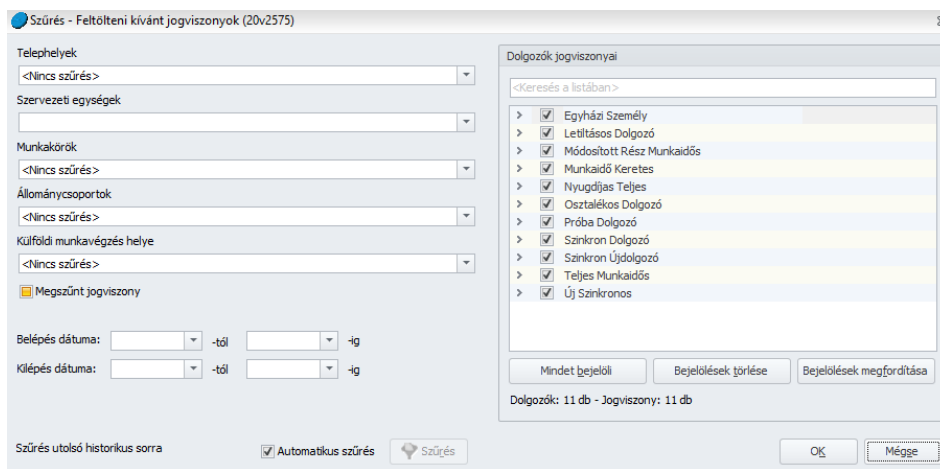 Szűrés - Feltölteni kívánt jogviszonyok (20v2575)
Telephelyek
<Nincs szűrés>
Szervezeti egységek
Munkakörök
<Nincs szűrés>
Állománycsoportok
<Nincs szűrés>
Külföldi munkavégzés helye
<Nincs szűrés>
Megszűnt jogviszony
Belépés dátuma: -tól -ig
Kilépés dátuma: -tól -ig
Szűrés utolsó historikus sorra
Automatikus szűrés
Szűrés
Dolgozók jogviszonyai
<Keresés a listában>
Egyházi Személy
Letiltásos Dolgozó
Módosított Rész Munkaidős
Munkaidő Keretes
Nyugdíjas Teljes
Osztalékos Dolgozó
Próba Dolgozó
Szinkron Dolgozó
Szinkron Újdolgozó
Teljes Munkaidős
Új Szinkronos
Mindet bejelöli
Bejelölések törlése
Bejelölések megfordítása
Dolgozók: 11 db - Jogviszony: 11 db
OK
Mégse